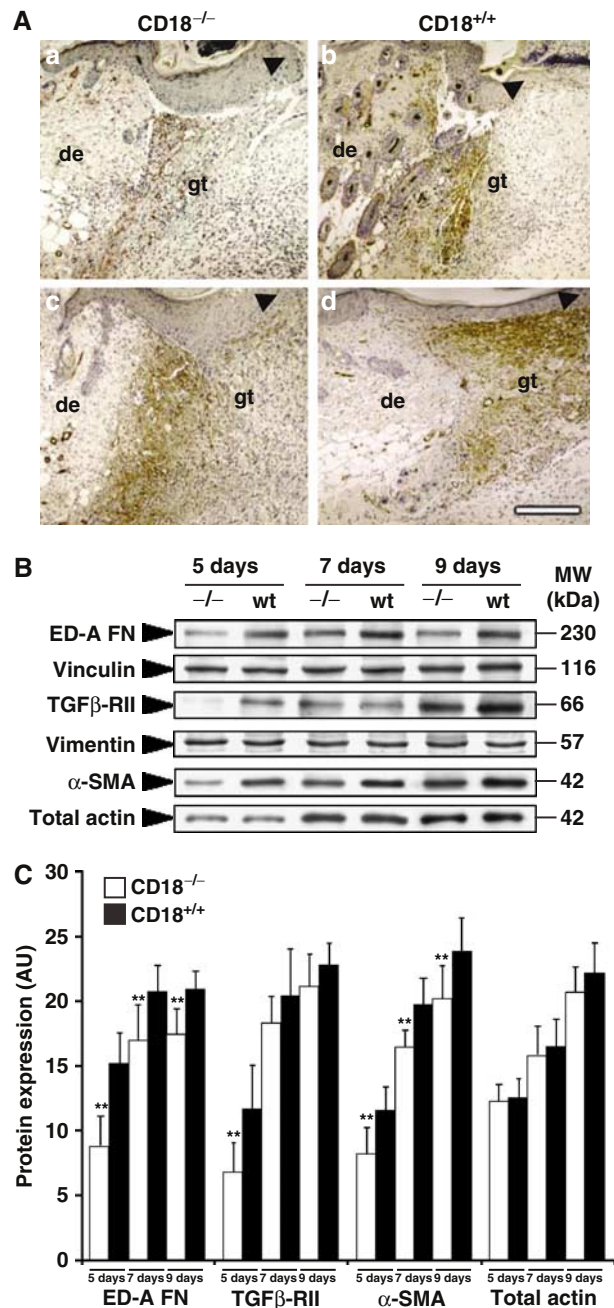 A
CD18−/− CD18+/+
a b
de gt de gt
c d
de gt de gt
B
5 days 7 days 9 days MW (kDa)
−/− wt −/− wt −/− wt
ED-A FN 230
Vinculin 116
TGFβ-RII 66
Vimentin 57
α-SMA 42
Total actin 42
C
CD18−/−
CD18+/+
Protein expression (AU)
30
25
20
15
10
5
0
** ** ** ** ** ** **
5 days 7 days 9 days 5 days 7 days 9 days 5 days 7 days 9 days 5 days 7 days 9 days
ED-A FN TGFβ-RII α-SMA Total actin